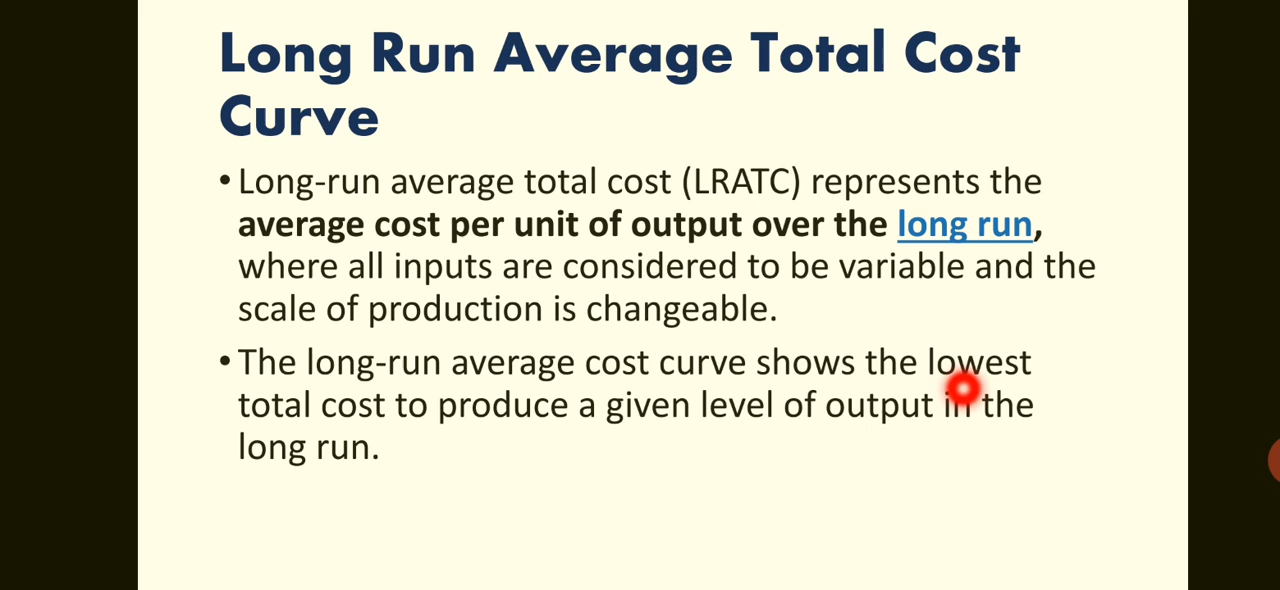 Long Run Average Total Cost
Curve
• Long-run average total cost (LRATC) represents the
average cost per unit of output over the long run,
where all inputs are considered to be variable and the
scale of production is changeable.
• The long-run average cost curve shows the lowest
total cost to produce a given level of output in the
long run.